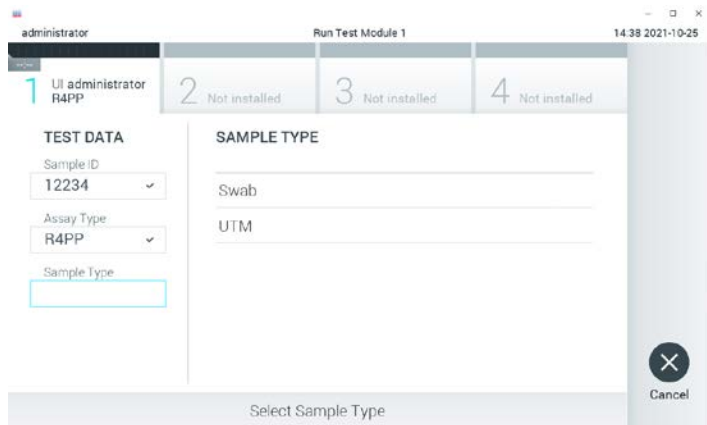 administrator
Run Test Module 1
14:38 2021-10-25
1 UI administrator
R4PP
2 Not installed
3 Not installed
4 Not installed
TEST DATA
Sample ID
12234
Assay Type
R4PP
Sample Type
SAMPLE TYPE
Swab
UTM
Cancel
Select Sample Type